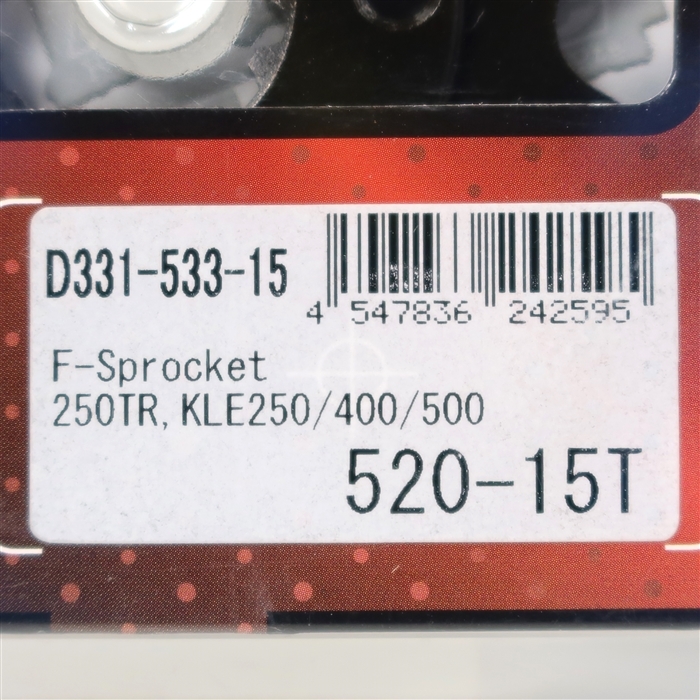 D331-533-15
4 547836 242595
F-Sprocket
250TR, KLE250/400/500
520-15T